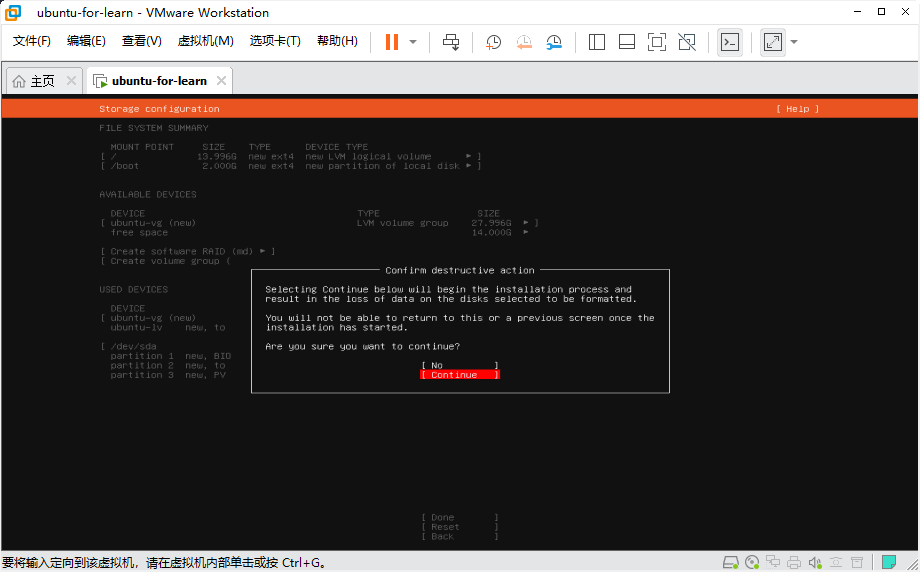 ubuntu-for-learn - VMware Workstation
文件(F) 编辑(E) 查看(V) 虚拟机(M) 选项卡(T) 帮助(H)
主页 ubuntu-for-learn
Storage configuration [ Help ]
FILE SYSTEM SUMMARY
MOUNT POINT SIZE TYPE DEVICE TYPE
[ / 13.996G new ext4 new LVM logical volume ▸ ]
[ /boot 2.000G new ext4 new partition of local disk ▸ ]
AVAILABLE DEVICES
DEVICE TYPE SIZE
[ ubuntu-vg (new) LVM volume group 27.996G ▸ ]
free space 14.000G ▸
[ Create software RAID (md) ▸ ]
[ Create volume group (
Confirm destructive action
Selecting Continue below will begin the installation process and
result in the loss of data on the disks selected to be formatted.
You will not be able to return to this or a previous screen once the
installation has started.
Are you sure you want to continue?
[ No ]
[ Continue ]
USED DEVICES
DEVICE
[ ubuntu-vg (new)
ubuntu-lv new, to
[ /dev/sda
partition 1 new, BIO
partition 2 new, to
partition 3 new, PV
[ Done ]
[ Reset ]
[ Back ]
要将输入定向到该虚拟机，请在虚拟机内部单击或按 Ctrl+G。